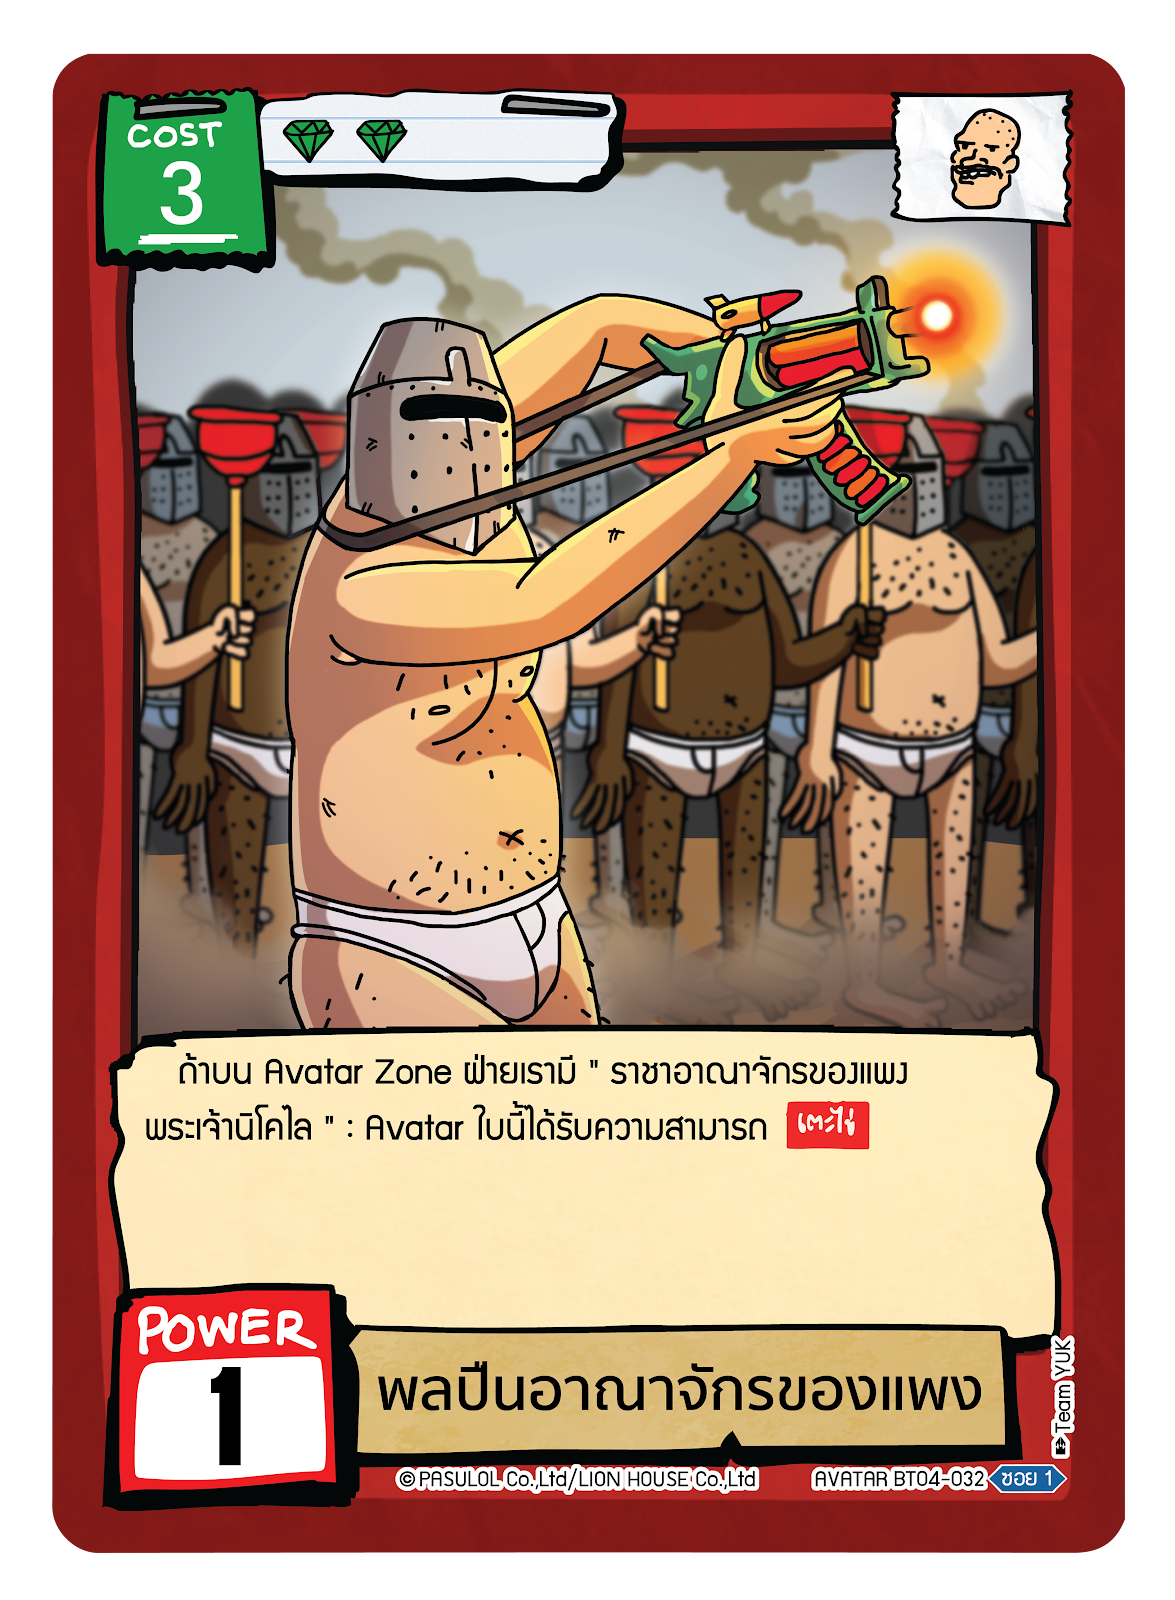 COST
3
ถ้าบน Avatar Zone ฝ่ายเรามี " ราชาอาณาจักรของแพง
พระเจ้านิโคไล " : Avatar ใบนี้ได้รับความสามารถ เตะไข่
POWER
1
พลปืนอาณาจักรของแพง
Team YUK
© PASULOL Co.,Ltd/LION HOUSE Co.,Ltd
AVATAR BT04-032 ซอย 1